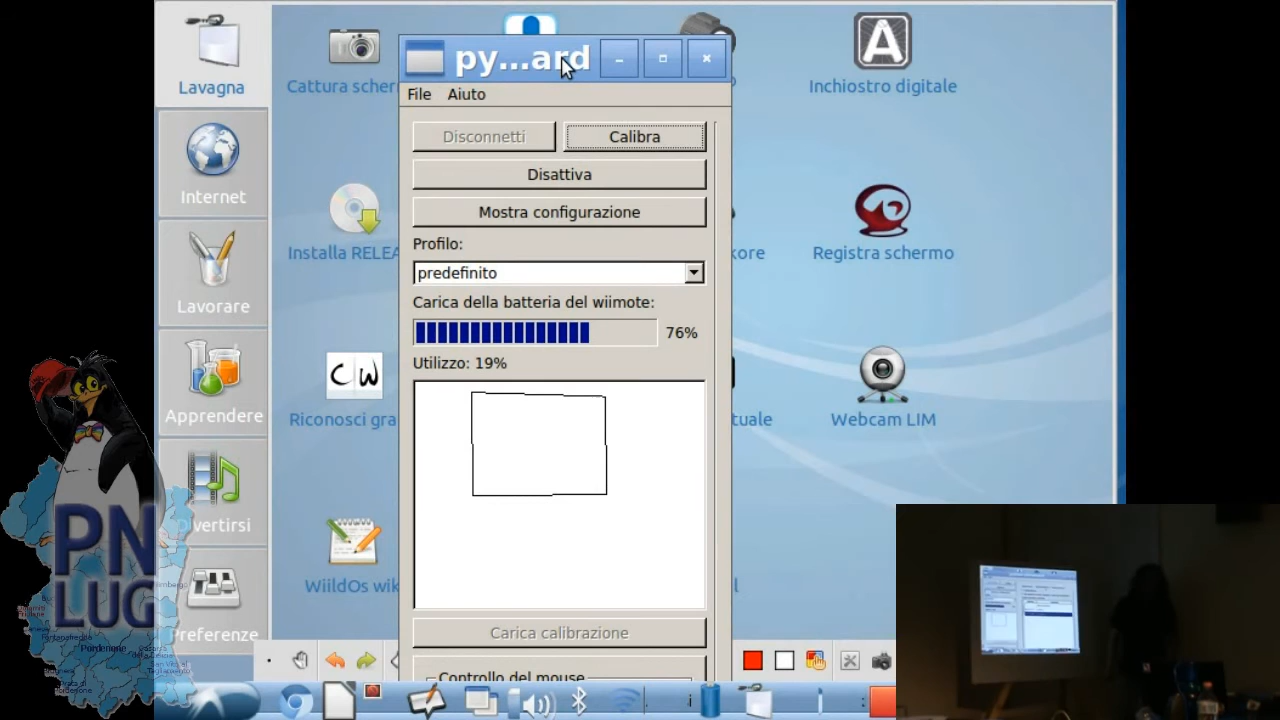 py...ard
File Aiuto
Disconnetti Calibra
Disattiva
Mostra configurazione
Profilo:
predefinito
Carica della batteria del wiimote:
76%
Utilizzo: 19%
Carica calibrazione
Controllo del mouse
Lavagna
Internet
Lavorare
Apprendere
Divertirsi
Preferenze
Cattura scher
A
Inchiostro digitale
Installa RELEA
kore
Registra schermo
CW
Riconosci gra
tuale
Webcam LIM
WiildOs wik
PN
LUG
Pordenone